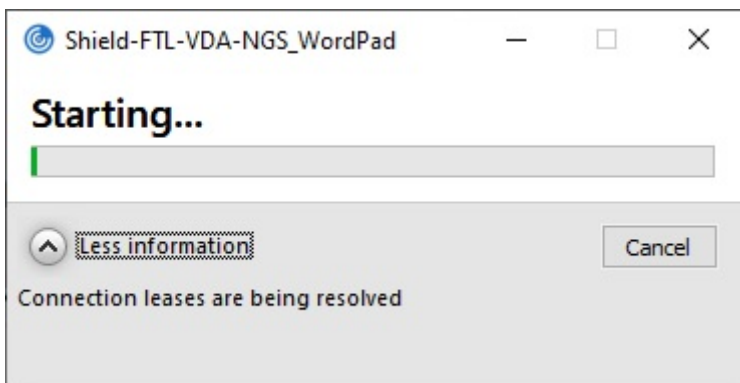 Shield-FTL-VDA-NGS_WordPad
Starting...
Less information
Cancel
Connection leases are being resolved